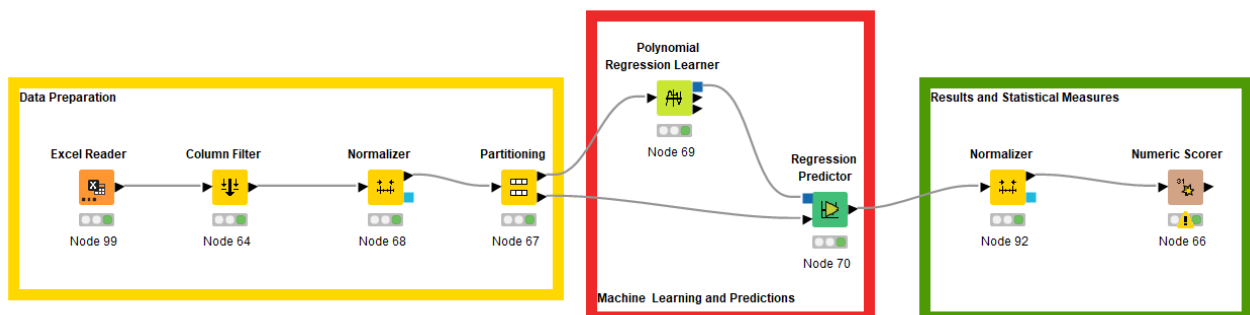 Data Preparation
Excel Reader
Node 99
Column Filter
Node 64
Normalizer
Node 68
Partitioning
Node 67
Polynomial
Regression Learner
Node 69
Regression
Predictor
Node 70
Machine  Learning and Predictions
Results and Statistical Measures
Normalizer
Node 92
Numeric Scorer
Node 66